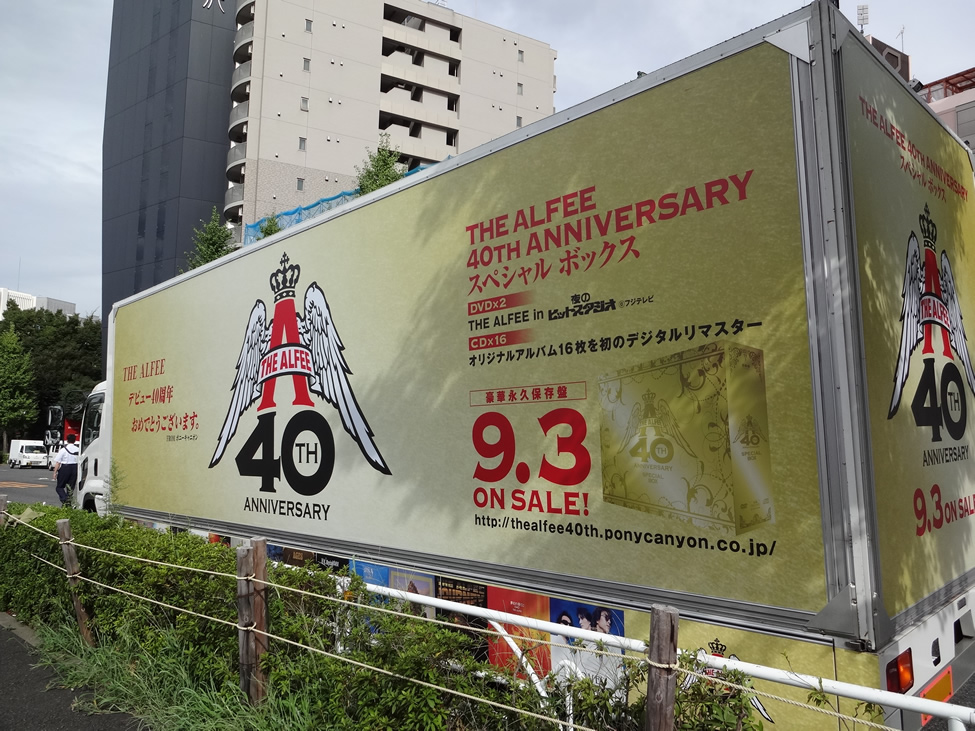 THE ALFEE
デビュー40周年
おめでとうございます。
A
THE ALFEE
40TH
ANNIVERSARY
THE ALFEE
40TH ANNIVERSARY
スペシャル ボックス
DVD×2
THE ALFEE in 夜のヒットスタジオ ©フジテレビ
CD×16
オリジナルアルバム16枚を初のデジタルリマスター
豪華永久保存盤
9.3
ON SALE!
http://thealfee40th.ponycanyon.co.jp/
40TH
ANNIVERSARY
SPECIAL
BOX
THE ALFEE 40TH ANNIVERSARY
スペシャル ボックス
A
THE ALFEE
40
ANNIVERSARY
9.3 ON SALE